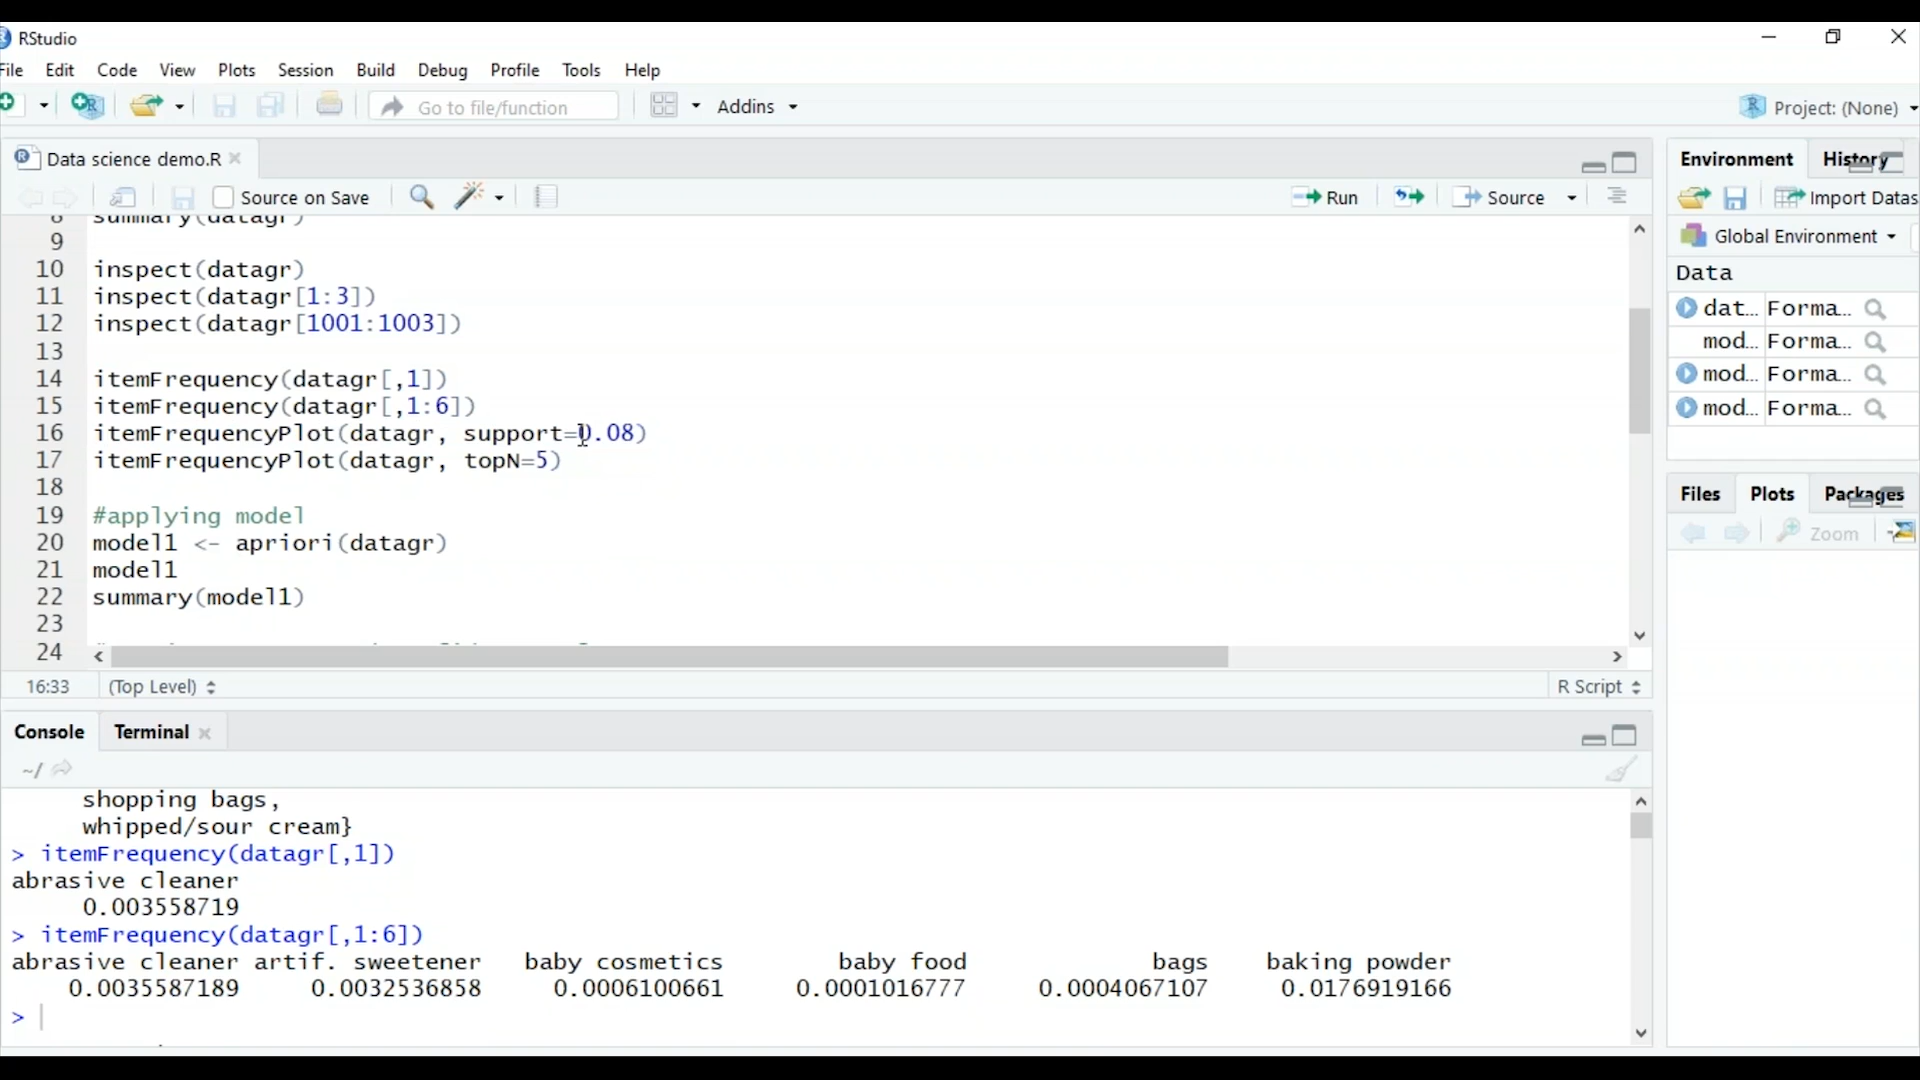 RStudio
File Edit Code View Plots Session Build Debug Profile Tools Help
Go to file/function Addins Project: (None)
Data science demo.R
Source on Save Run Source
8 summary(datagr)
9
10 inspect(datagr)
11 inspect(datagr[1:3])
12 inspect(datagr[1001:1003])
13
14 itemFrequency(datagr[,1])
15 itemFrequency(datagr[,1:6])
16 itemFrequencyPlot(datagr, support=0.08)
17 itemFrequencyPlot(datagr, topN=5)
18
19 #applying model
20 model1 <- apriori(datagr)
21 model1
22 summary(model1)
23
24
16:33 (Top Level) R Script
Console Terminal
~/
shopping bags,
whipped/sour cream}
> itemFrequency(datagr[,1])
abrasive cleaner
0.003558719
> itemFrequency(datagr[,1:6])
abrasive cleaner artif. sweetener baby cosmetics baby food bags baking powder
0.0035587189 0.0032536858 0.0006100661 0.0001016777 0.0004067107 0.0176919166
>
Environment History
Import Datas
Global Environment
Data
dat... Forma...
mod... Forma...
mod... Forma...
mod... Forma...
Files Plots Packages
Zoom